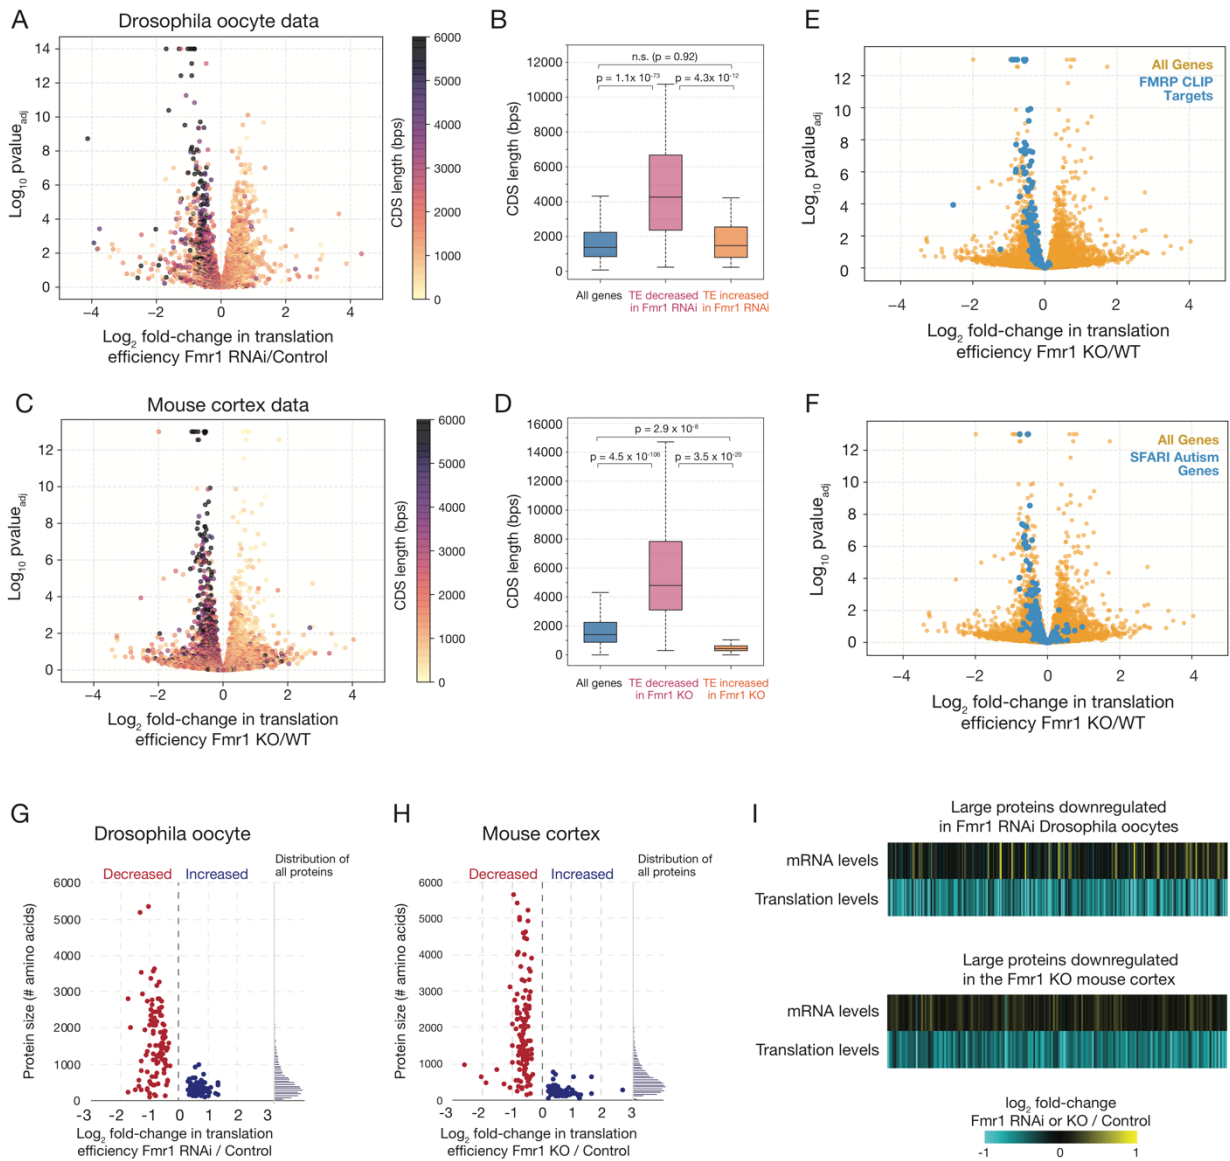 A
Drosophila oocyte data
14
12
10
8
6
4
2
0
−4
−2
0
2
4
Log10 pvalueadj
Log2 fold-change in translation
efficiency Fmr1 RNAi/Control
6000
5000
4000
3000
2000
1000
0
CDS length (bps)
B
12000
10000
8000
6000
4000
2000
0
CDS length (bps)
n.s. (p = 0.92)
p = 1.1x 10-73
p = 4.3x 10-12
All genes
TE decreased
in Fmr1 RNAi
TE increased
in Fmr1 RNAi
E
All Genes
FMRP CLIP
Targets
12
10
8
6
4
2
0
−4
−2
0
2
4
Log10 pvalueadj
Log2 fold-change in translation
efficiency Fmr1 KO/WT
C
Mouse cortex data
12
10
8
6
4
2
0
−4
−2
0
2
4
Log10 pvalueadj
Log2 fold-change in translation
efficiency Fmr1 KO/WT
6000
5000
4000
3000
2000
1000
0
CDS length (bps)
D
16000
14000
12000
10000
8000
6000
4000
2000
0
CDS length (bps)
p = 2.9 x 10-8
p = 4.5 x 10-106
p = 3.5 x 10-20
All genes
TE decreased
in Fmr1 KO
TE increased
in Fmr1 KO
F
All Genes
SFARI Autism
Genes
12
10
8
6
4
2
0
−4
−2
0
2
4
Log10 pvalueadj
Log2 fold-change in translation
efficiency Fmr1 KO/WT
G
Drosophila oocyte
Decreased
Increased
Distribution of
all proteins
6000
5000
4000
3000
2000
1000
0
-3
-2
-1
0
1
2
3
Protein size (# amino acids)
Log2 fold-change in translation
efficiency Fmr1 RNAi / Control
H
Mouse cortex
Decreased
Increased
Distribution of
all proteins
6000
5000
4000
3000
2000
1000
0
-3
-2
-1
0
1
2
3
Protein size (# amino acids)
Log2 fold-change in translation
efficiency Fmr1 KO / Control
I
Large proteins downregulated
in Fmr1 RNAi Drosophila oocytes
mRNA levels
Translation levels
Large proteins downregulated
in the Fmr1 KO mouse cortex
mRNA levels
Translation levels
log2 fold-change
Fmr1 RNAi or KO / Control
-1
0
1